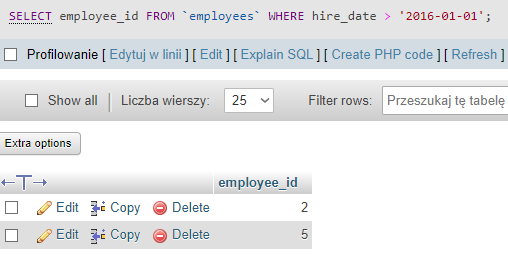 SELECT employee_id FROM `employees` WHERE hire_date > '2016-01-01';
Profilowanie [ Edytuj w linii ] [ Edit ] [ Explain SQL ] [ Create PHP code ] [ Refresh ]
Show all Liczba wierszy: 25 Filter rows: Przeszukaj tę tabelę
Extra options
←T→ employee_id
Edit Copy Delete 2
Edit Copy Delete 5